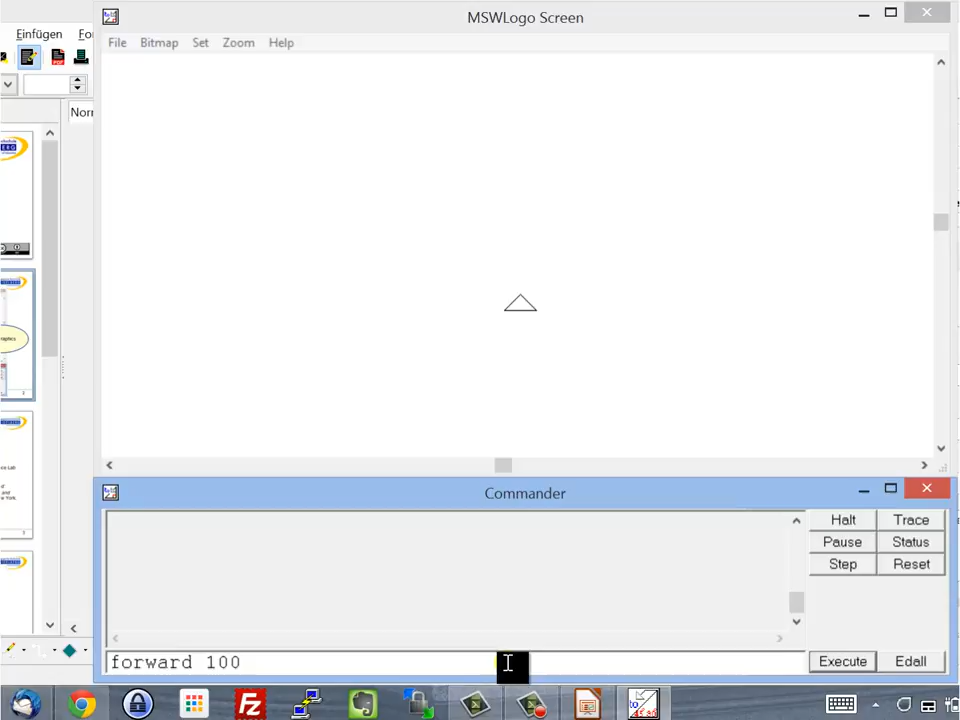 MSWLogo Screen
Einfügen
File Bitmap Set Zoom Help
PDF
Commander
Halt Trace
Pause Status
Step Reset
forward 100
Execute Edall